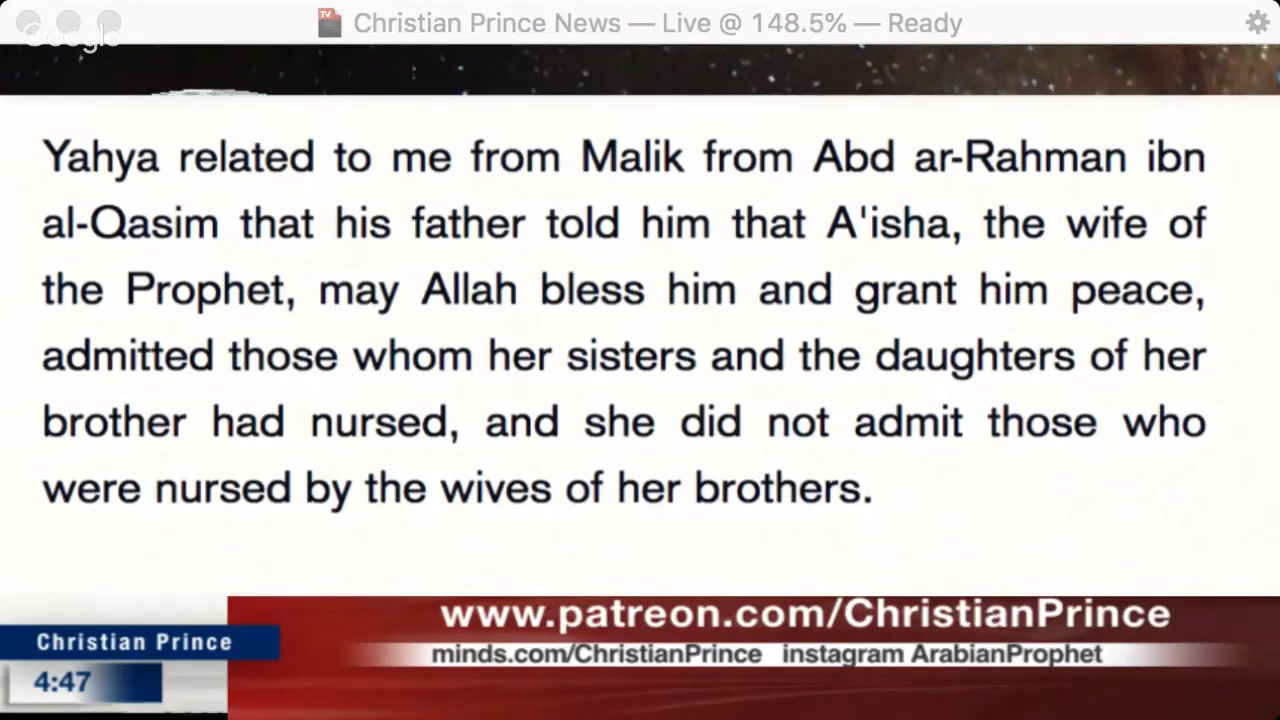 Christian Prince News — Live @ 148.5% — Ready
Google
Yahya related to me from Malik from Abd ar-Rahman ibn
al-Qasim that his father told him that A'isha, the wife of
the Prophet, may Allah bless him and grant him peace,
admitted those whom her sisters and the daughters of her
brother had nursed, and she did not admit those who
were nursed by the wives of her brothers.
www.patreon.com/ChristianPrince
Christian Prince
minds.com/ChristianPrince instagram ArabianProphet
4:47